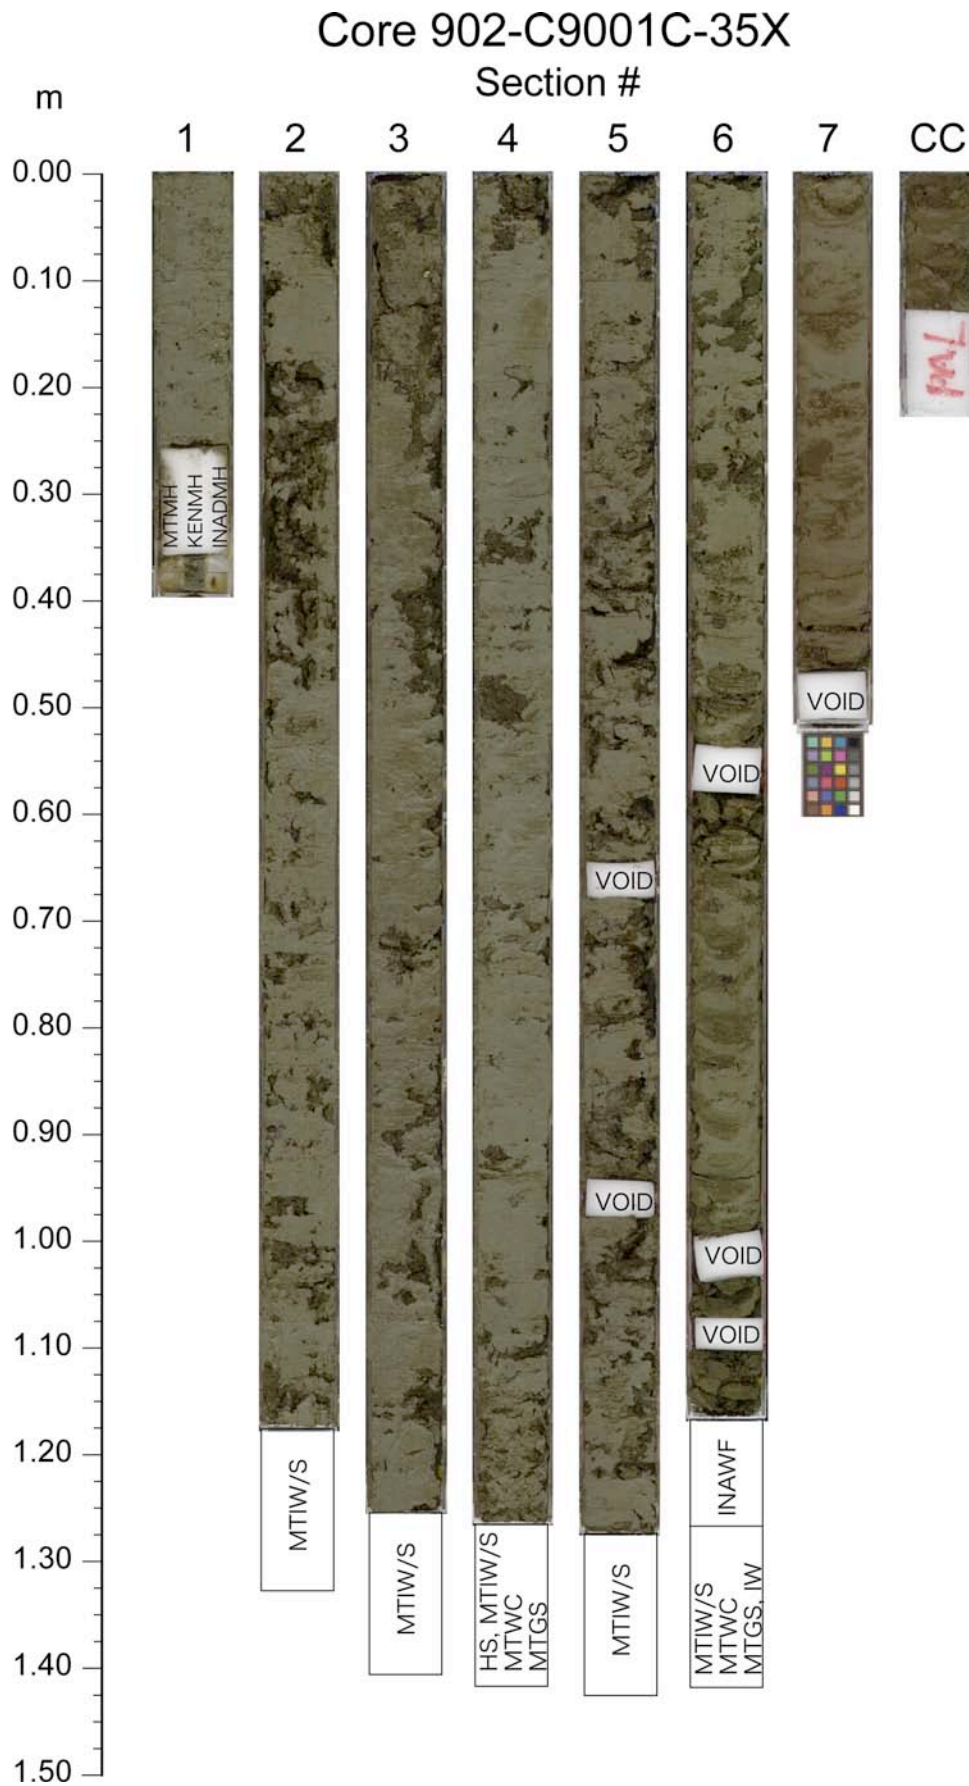 Core 902-C9001C-35X
Section #
m
1 2 3 4 5 6 7 CC
0.00
0.10
0.20
0.30
0.40
0.50
0.60
0.70
0.80
0.90
1.00
1.10
1.20
1.30
1.40
1.50
MTMH
KENMH
INADMH
MTIW/S
MTIW/S
HS, MTIW/S
MTWC
MTGS
VOID
VOID
MTIW/S
VOID
VOID
VOID
INAWF
MTIW/S
MTWC
MTGS, IW
VOID